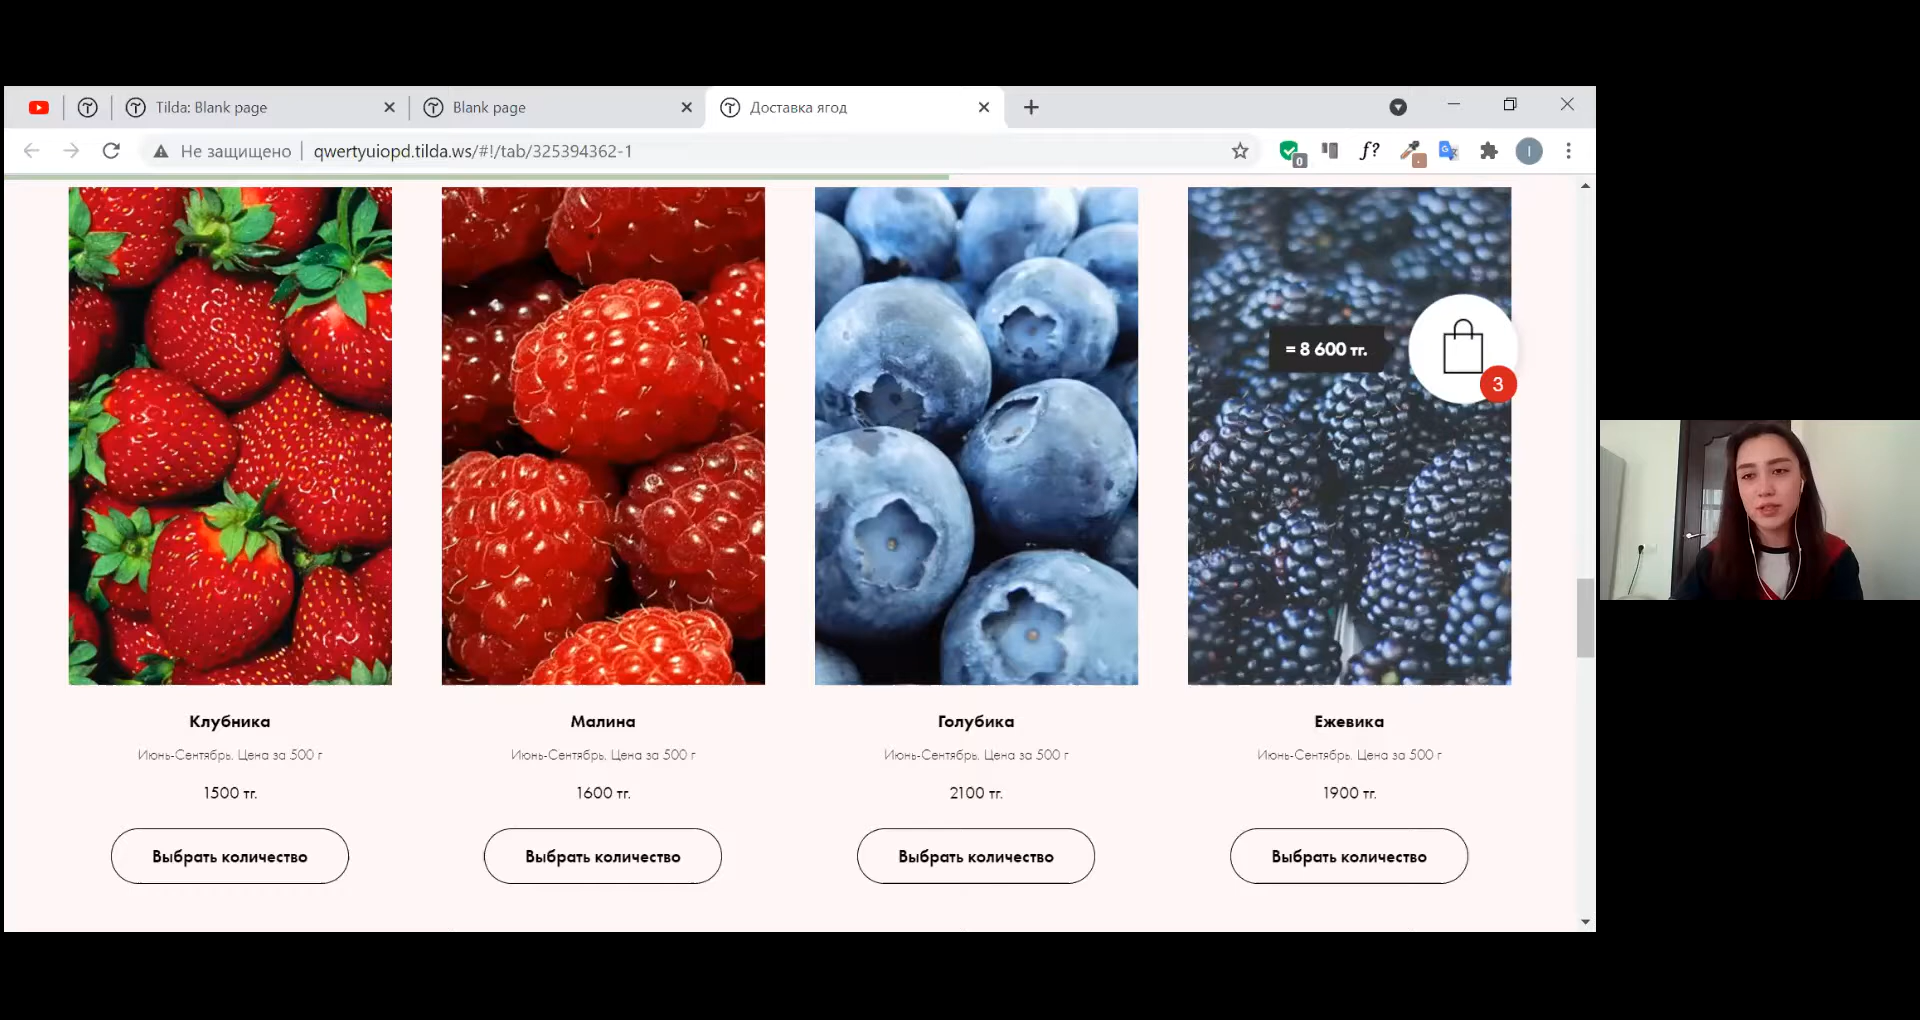 Tilda: Blank page
Blank page
Доставка ягод
Не защищено
qwertyuiopd.tilda.ws/#!/tab/325394362-1
f?
0
I
= 8 600 тг.
3
Клубника
Малина
Голубика
Ежевика
Июнь-Сентябрь. Цена за 500 г
Июнь-Сентябрь. Цена за 500 г
Июнь-Сентябрь. Цена за 500 г
Июнь-Сентябрь. Цена за 500 г
1500 тг.
1600 тг.
2100 тг.
1900 тг.
Выбрать количество
Выбрать количество
Выбрать количество
Выбрать количество